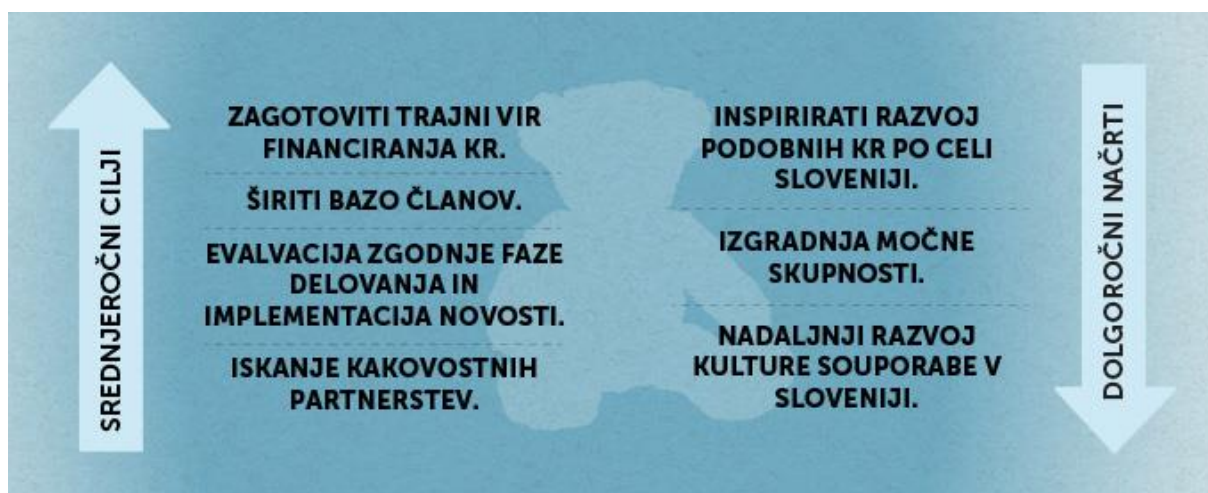 SREDNJEROČNI CILJI
ZAGOTOVITI TRAJNI VIR
FINANCIRANJA KR.
ŠIRITI BAZO ČLANOV.
EVALVACIJA ZGODNJE FAZE
DELOVANJA IN
IMPLEMENTACIJA NOVOSTI.
ISKANJE KAKOVOSTNIH
PARTNERSTEV.
INSPIRIRATI RAZVOJ
PODOBNIH KR PO CELI
SLOVENIJI.
IZGRADNJA MOČNE
SKUPNOSTI.
NADALJNJI RAZVOJ
KULTURE SOUPORABE V
SLOVENIJI.
DOLGOROČNI NAČRTI